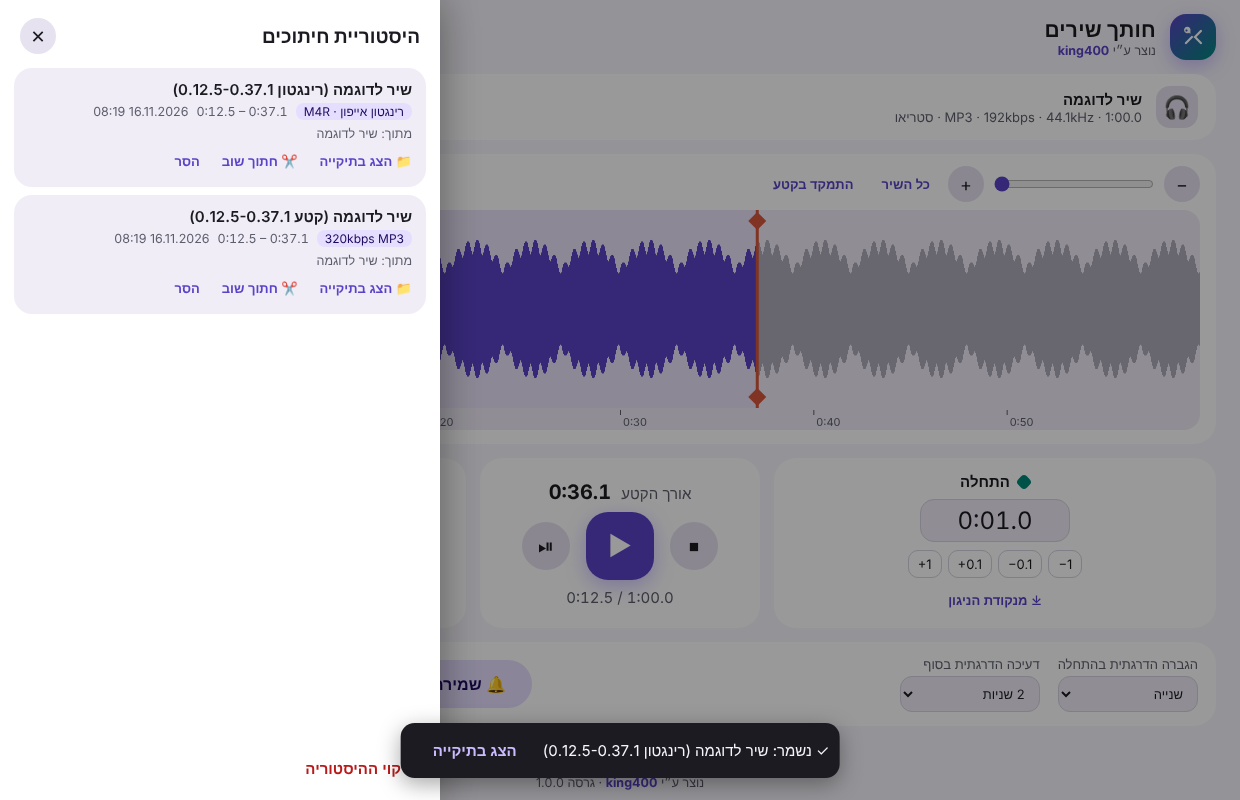 חותך שירים
נוצר ע״י king400
שיר לדוגמה
1:00.0 · 44.1kHz · 192kbps · MP3 · סטריאו
−
+
כל השיר
התמקד בקטע
20
0:30
0:40
0:50
התחלה
0:01.0
−1
−0.1
+0.1
+1
מנקודת הניגון
אורך הקטע 0:36.1
0:12.5 / 1:00.0
הגברה הדרגתית בהתחלה
שנייה
דעיכה הדרגתית בסוף
2 שניות
נוצר ע״י king400 · גרסה 1.0.0
היסטוריית חיתוכים
✕
שיר לדוגמה (רינגטון 0.12.5-0.37.1)
רינגטון אייפון · M4R 0:12.5 – 0:37.1 16.11.2026 08:19
מתוך: שיר לדוגמה
📁 הצג בתיקייה ✂️ חתוך שוב הסר
שיר לדוגמה (קטע 0.12.5-0.37.1)
320kbps MP3 0:12.5 – 0:37.1 16.11.2026 08:19
מתוך: שיר לדוגמה
📁 הצג בתיקייה ✂️ חתוך שוב הסר
ההיסטוריה
✓ נשמר: שיר לדוגמה (רינגטון 0.12.5-0.37.1) הצג בתיקייה